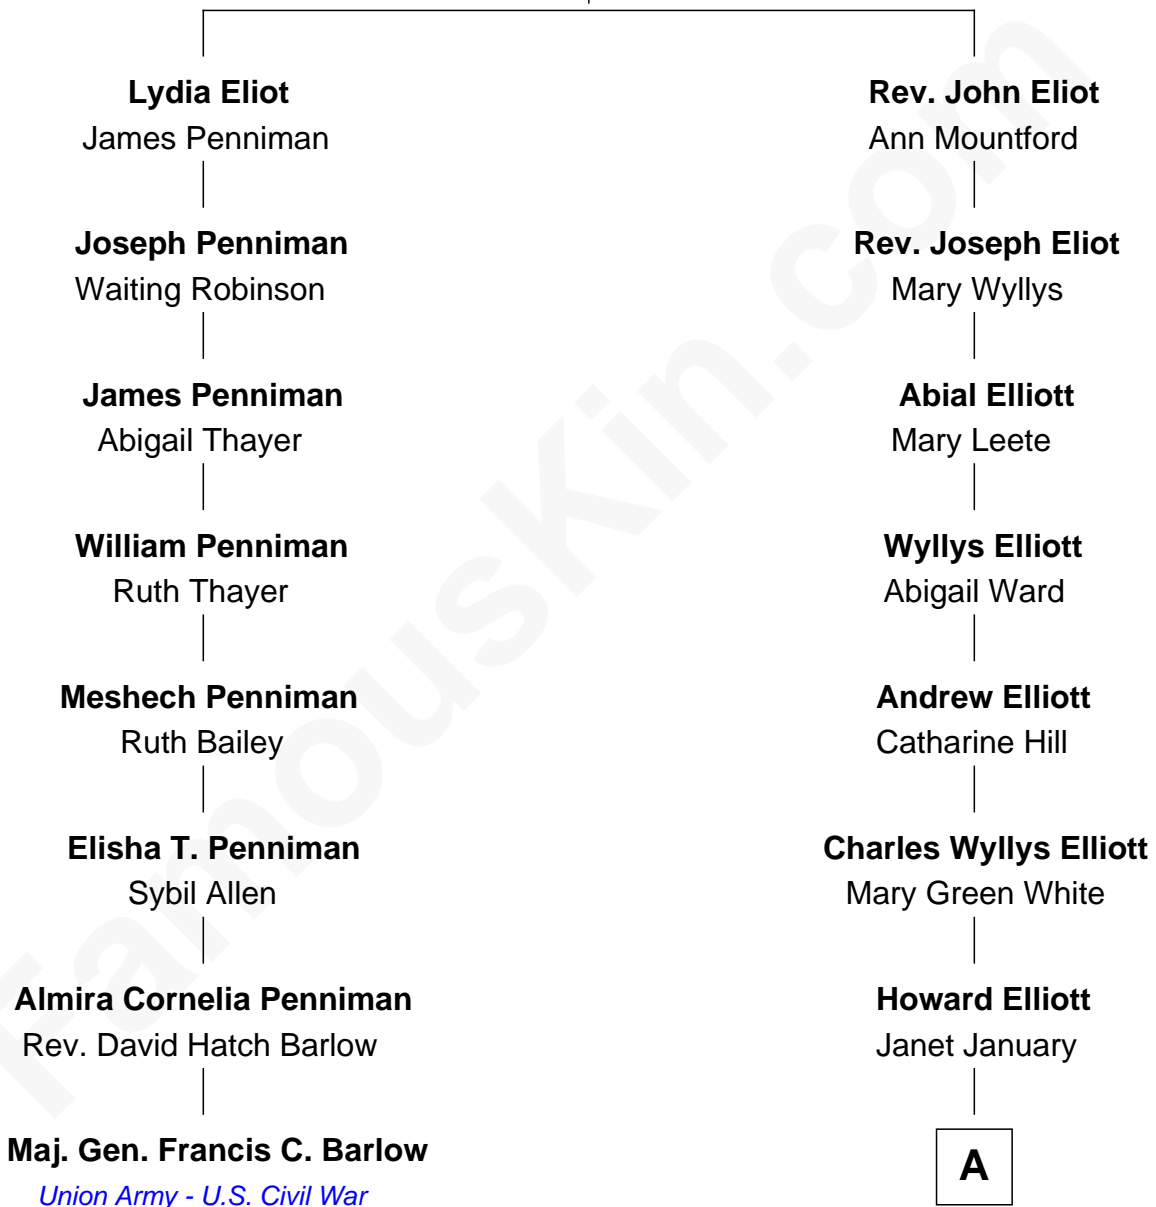 Lydia Eliot
James Penniman
Joseph Penniman
Waiting Robinson
James Penniman
Abigail Thayer
William Penniman
Ruth Thayer
Meshech Penniman
Ruth Bailey
Elisha T. Penniman
Sybil Allen
Almira Cornelia Penniman
Rev. David Hatch Barlow
Maj. Gen. Francis C. Barlow
Union Army - U.S. Civil War
Rev. John Eliot
Ann Mountford
Rev. Joseph Eliot
Mary Wyllys
Abial Elliott
Mary Leete
Wyllys Elliott
Abigail Ward
Andrew Elliott
Catharine Hill
Charles Wyllys Elliott
Mary Green White
Howard Elliott
Janet January
A
FamousKin.com